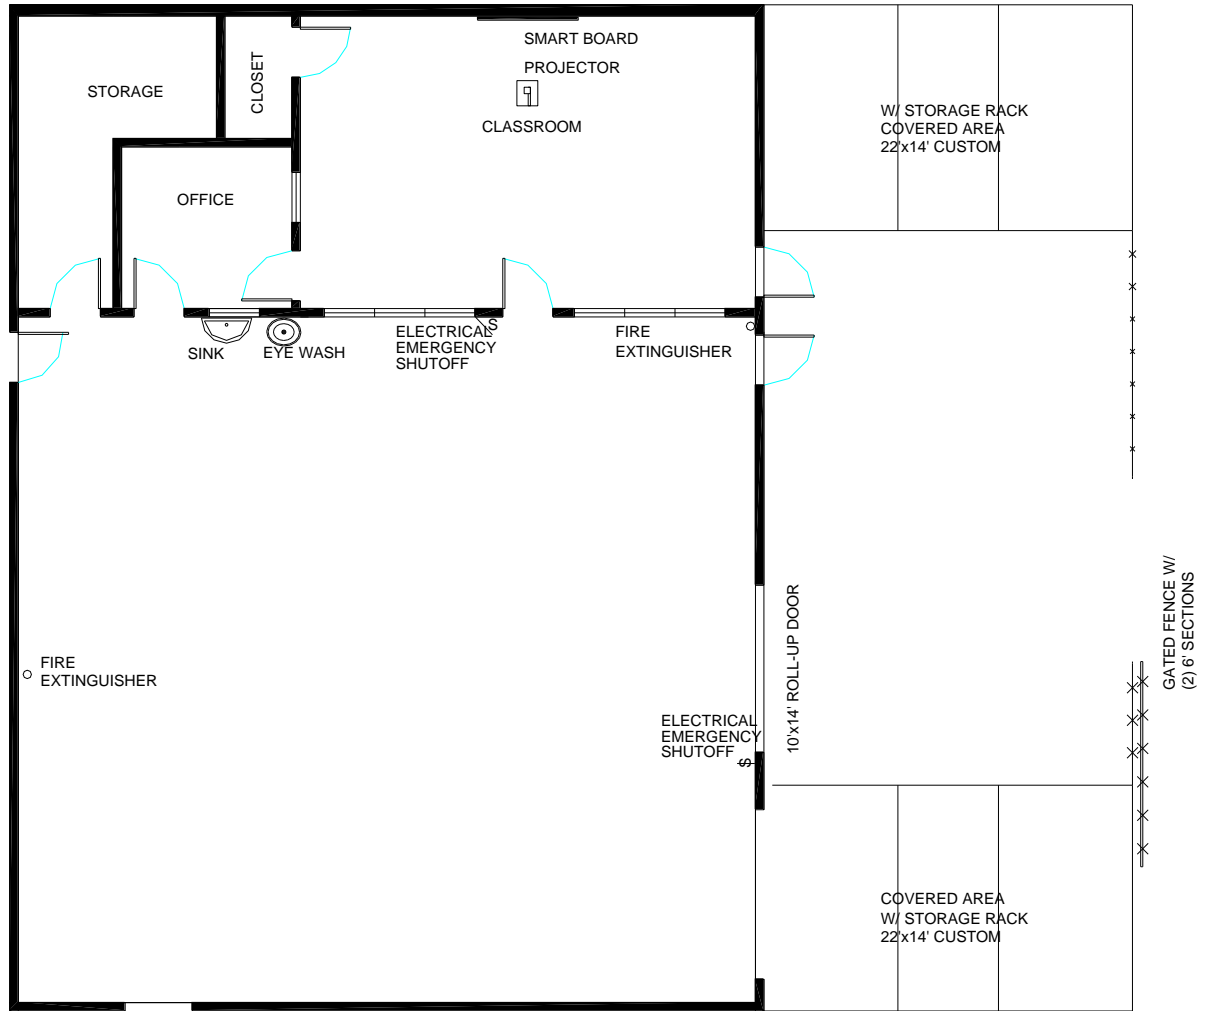 SMART BOARD
PROJECTOR
CLASSROOM
STORAGE
CLOSET
OFFICE
W/ STORAGE RACK
COVERED AREA
22'x14' CUSTOM
SINK
EYE WASH
S
ELECTRICAL
EMERGENCY
SHUTOFF
FIRE
EXTINGUISHER
FIRE
EXTINGUISHER
ELECTRICAL
EMERGENCY
SHUTOFF
S
10'x14' ROLL-UP DOOR
GATED FENCE W/
(2) 6' SECTIONS
COVERED AREA
W/ STORAGE RACK
22'x14' CUSTOM